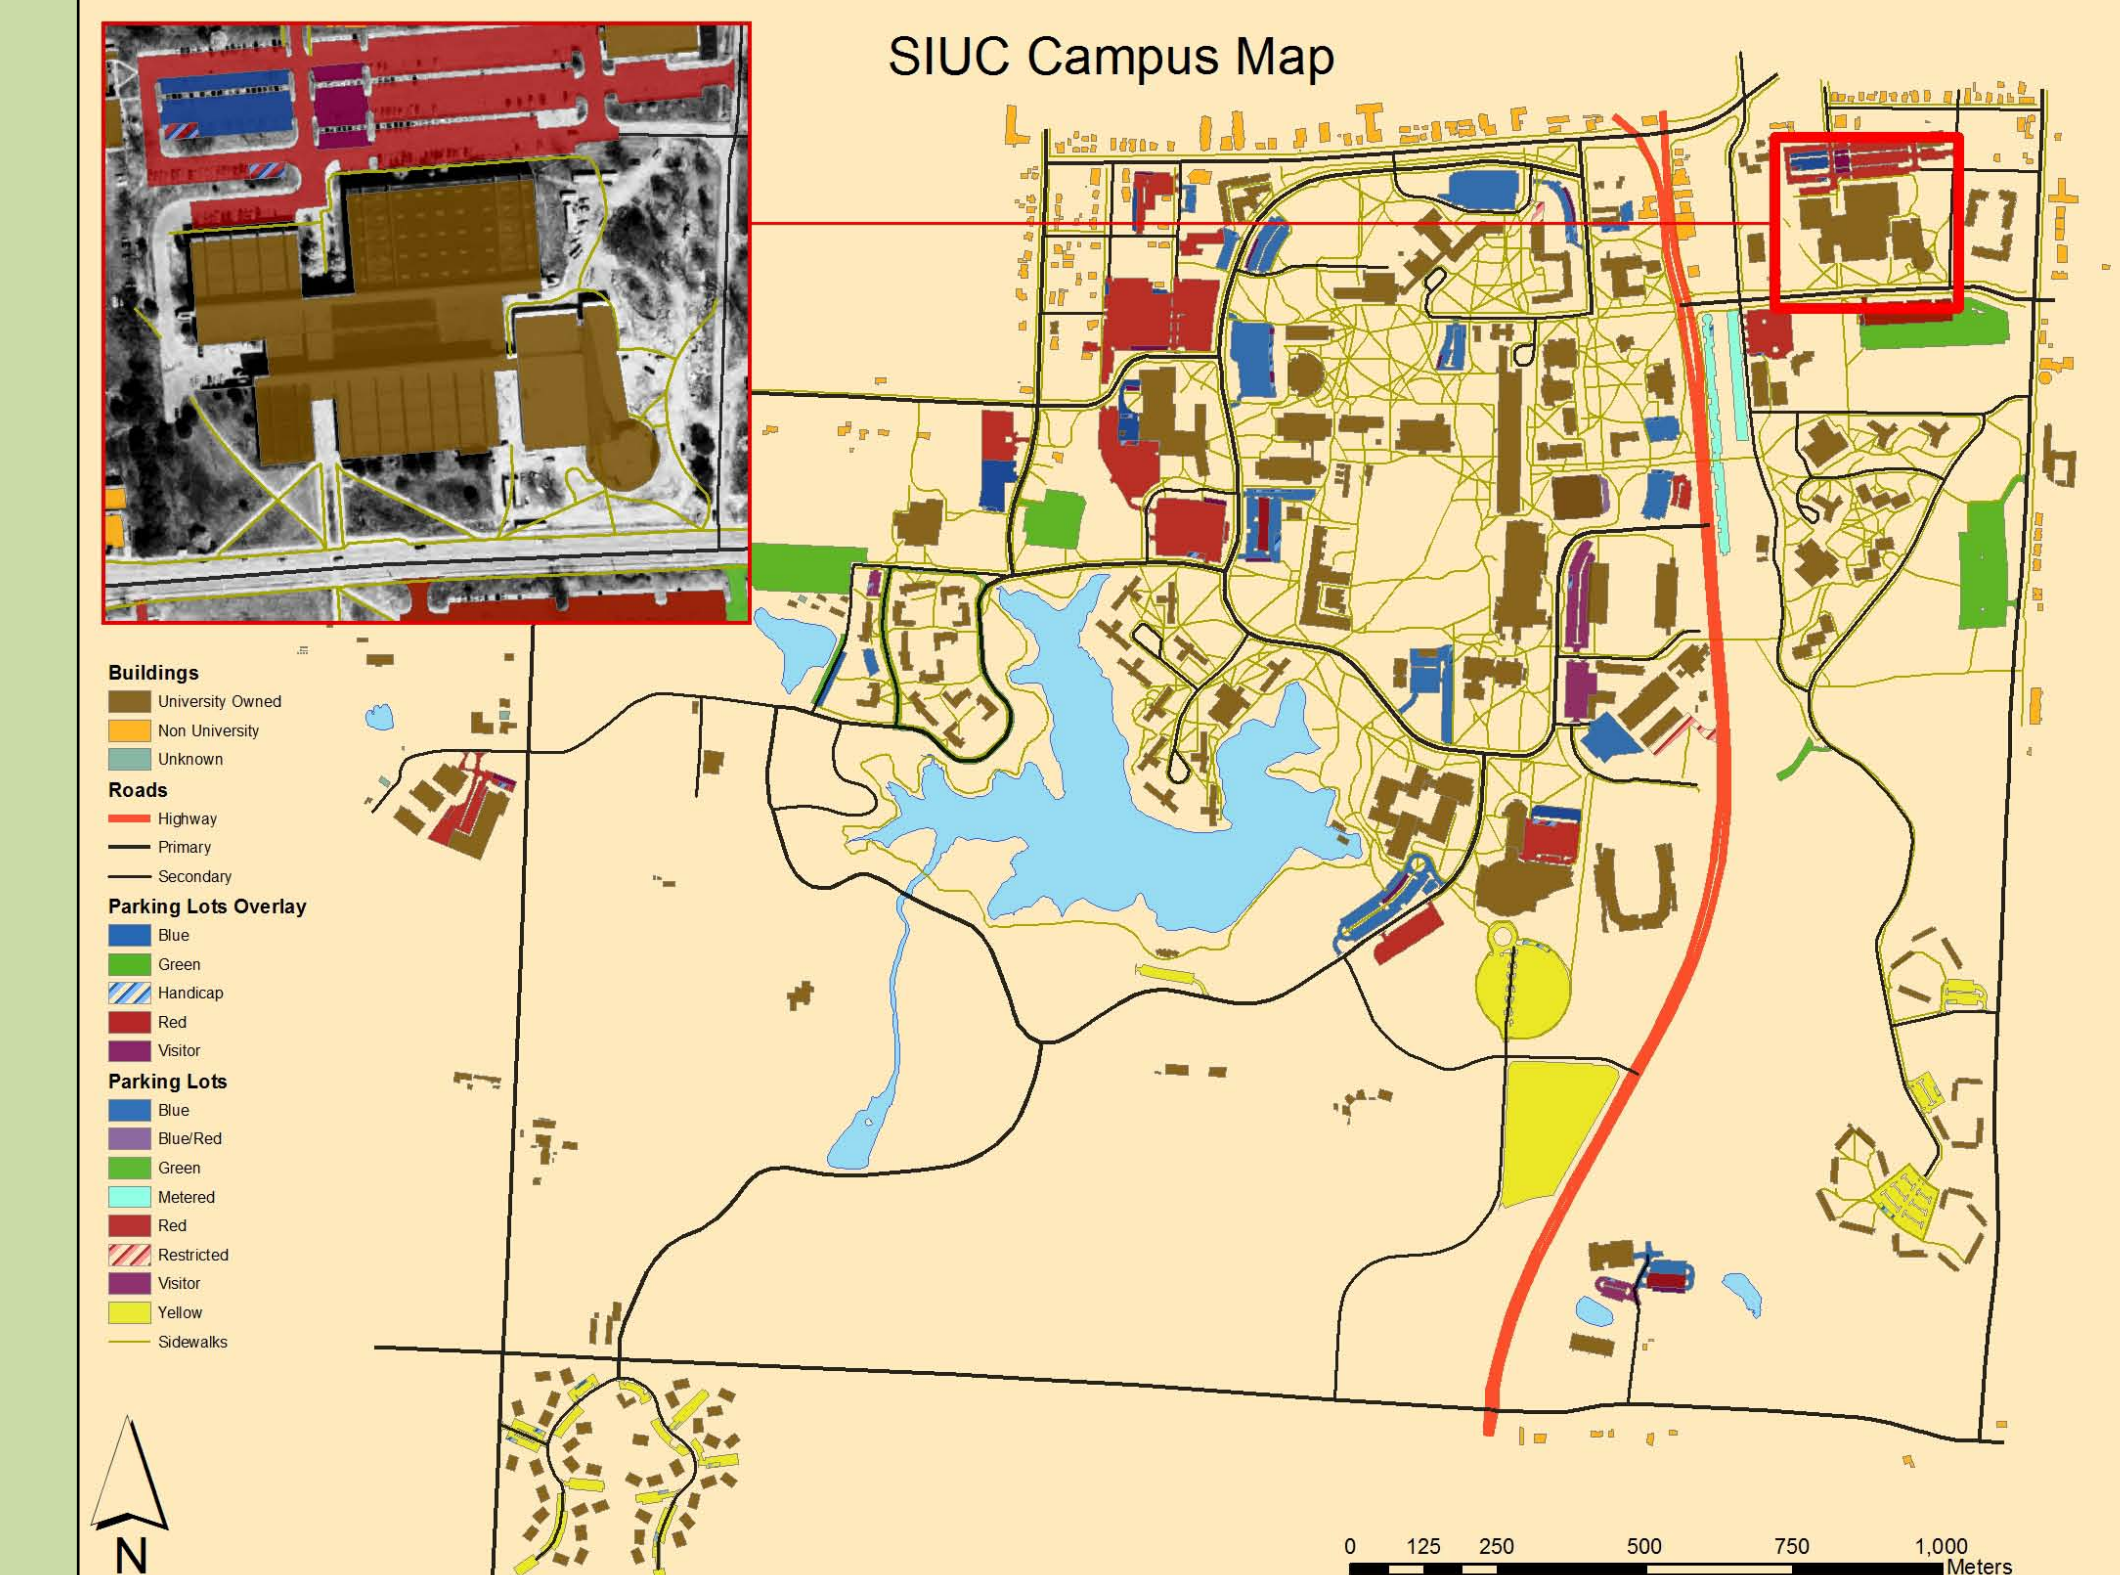 SIUC Campus Map
Buildings
University Owned
Non University
Unknown
Roads
Highway
Primary
Secondary
Parking Lots Overlay
Blue
Green
Handicap
Red
Visitor
Parking Lots
Blue
Blue/Red
Green
Metered
Red
Restricted
Visitor
Yellow
Sidewalks
N
0 125 250 500 750 1,000
Meters